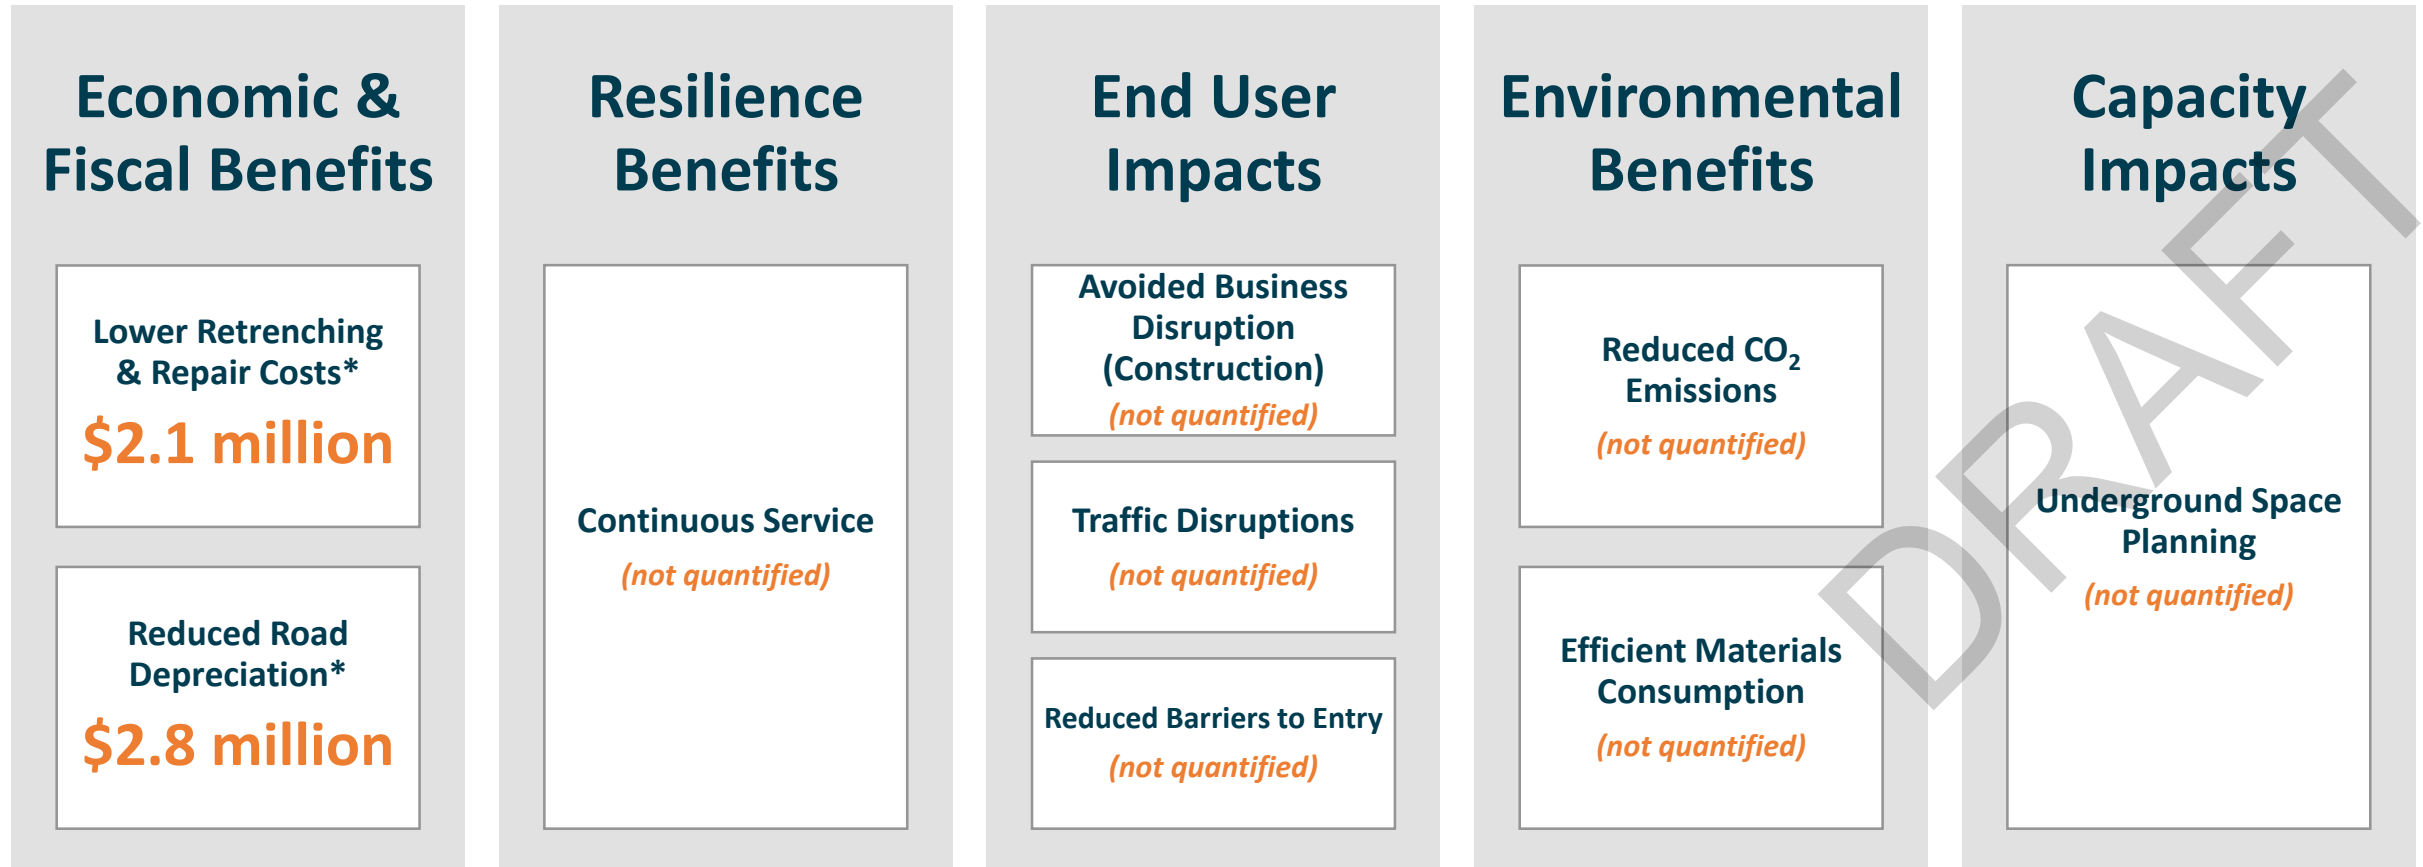 Economic &
Fiscal Benefits
Lower Retrenching
& Repair Costs*
$2.1 million
Reduced Road
Depreciation*
$2.8 million
Resilience
Benefits
Continuous Service
(not quantified)
End User
Impacts
Avoided Business
Disruption
(Construction)
(not quantified)
Traffic Disruptions
(not quantified)
Reduced Barriers to Entry
(not quantified)
Environmental
Benefits
Reduced CO₂
Emissions
(not quantified)
Efficient Materials
Consumption
(not quantified)
Capacity
Impacts
Underground Space
Planning
(not quantified)
DRAFT